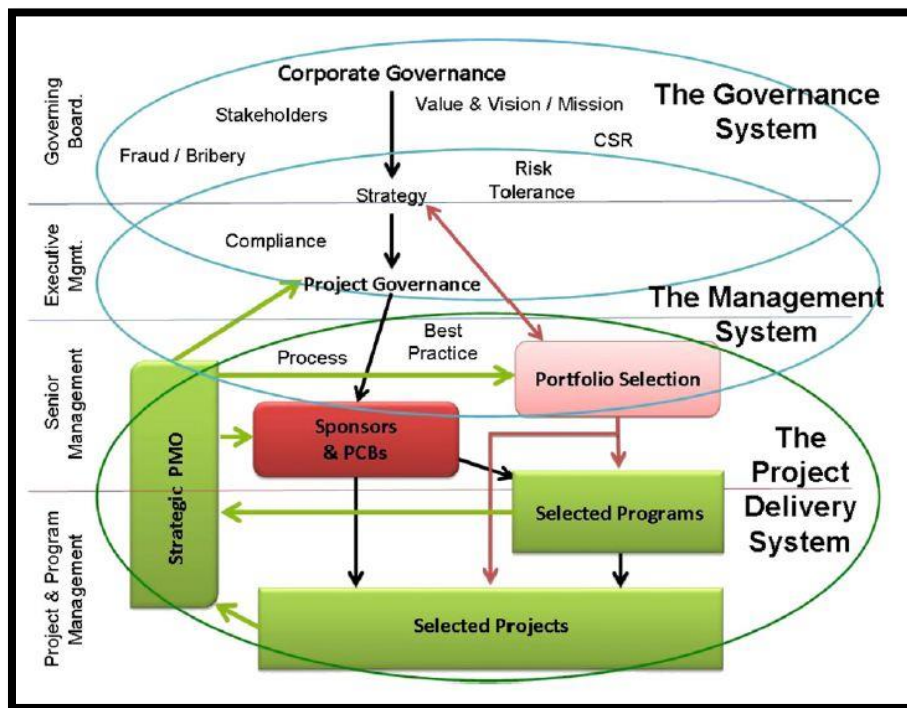 Corporate Governance
The Governance
System
Governing
Board.
Stakeholders
Value & Vision / Mission
CSR
Fraud / Bribery
Risk
Tolerance
Strategy
Executive
Mgmt.
Compliance
Project Governance
The Management
System
Senior
Management
Process
Best
Practice
Portfolio Selection
Sponsors
& PCBs
The
Project
Delivery
System
Strategic PMO
Selected Programs
Project & Program
Management
Selected Projects